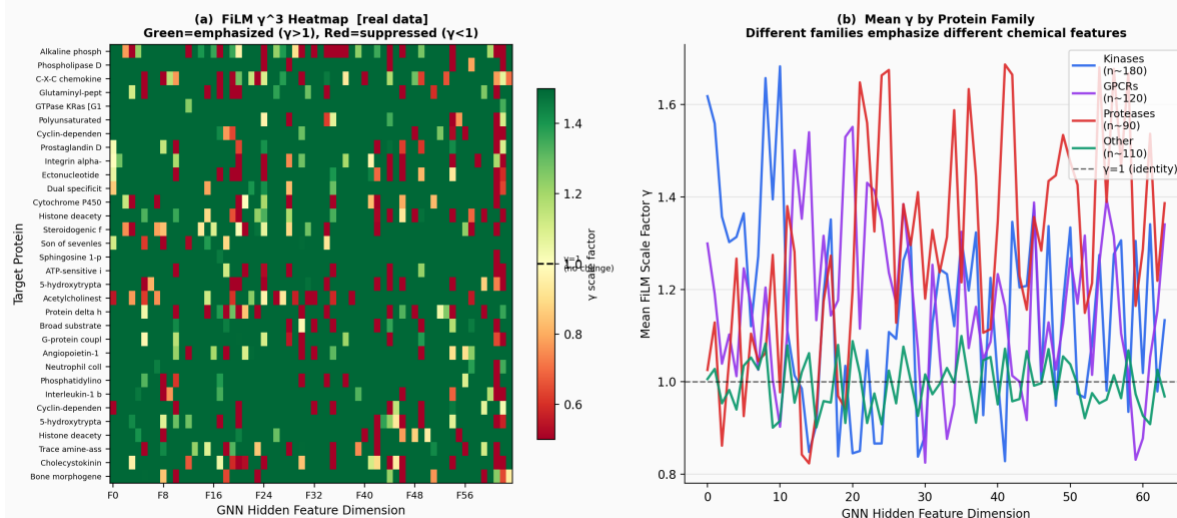 (a)  FiLM γ^3 Heatmap  [real data]
Green=emphasized (γ>1), Red=suppressed (γ<1)
Target Protein
Alkaline phosph
Phospholipase D
C-X-C chemokine
Glutaminyl-pept
GTPase KRas [G1
Polyunsaturated
Cyclin-dependen
Prostaglandin D
Integrin alpha-
Ectonucleotide
Dual specificit
Cytochrome P450
Histone deacety
Steroidogenic f
Son of sevenles
Sphingosine 1-p
ATP-sensitive i
5-hydroxytrypta
Acetylcholinest
Protein delta h
Broad substrate
G-protein coupl
Angiopoietin-1
Neutrophil coll
Phosphatidylino
Interleukin-1 b
Cyclin-dependen
5-hydroxytrypta
Histone deacety
Trace amine-ass
Cholecystokinin
Bone morphogene
F0 F8 F16 F24 F32 F40 F48 F56
GNN Hidden Feature Dimension
1.4
1.2
1.0
0.8
0.6
γ=1
(no change)
γ scale factor
(b)  Mean γ by Protein Family
Different families emphasize different chemical features
Mean FiLM Scale Factor γ
1.6
1.4
1.2
1.0
0.8
0 10 20 30 40 50 60
GNN Hidden Feature Dimension
Kinases
(n~180)
GPCRs
(n~120)
Proteases
(n~90)
Other
(n~110)
γ=1 (identity)